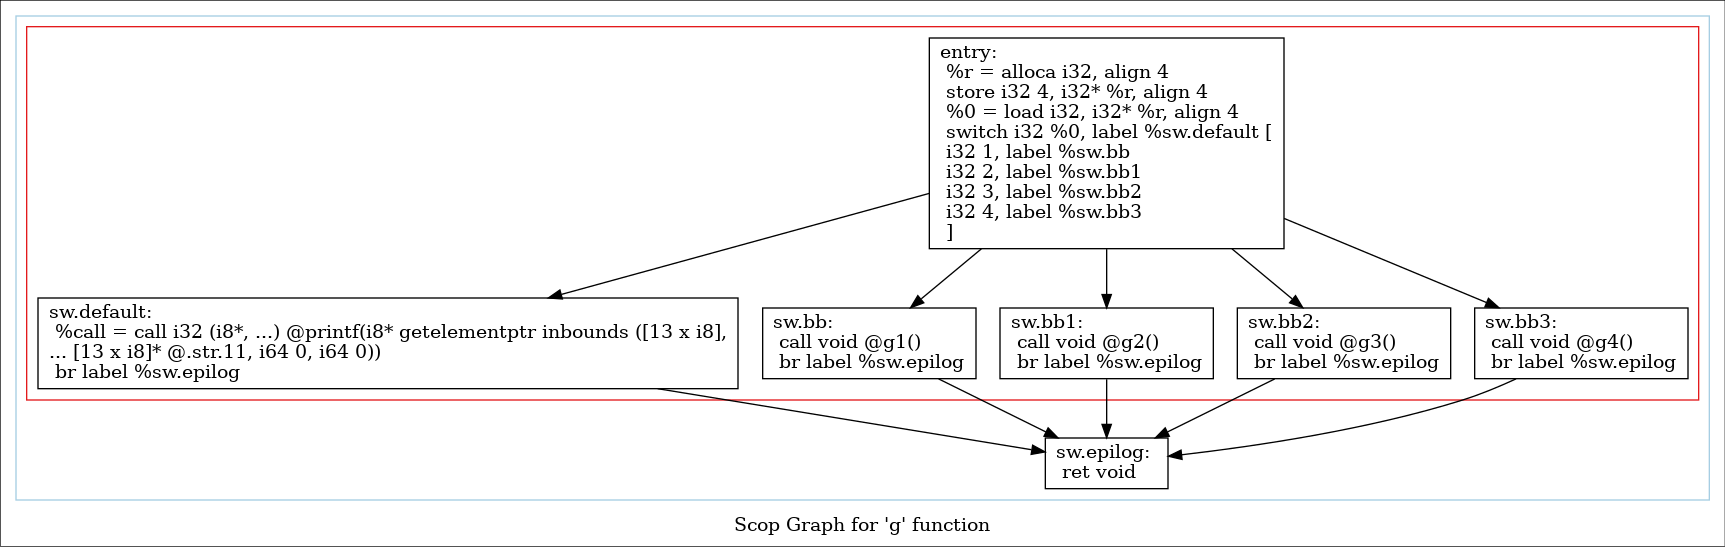 entry:
%r = alloca i32, align 4
store i32 4, i32* %r, align 4
%0 = load i32, i32* %r, align 4
switch i32 %0, label %sw.default [
i32 1, label %sw.bb
i32 2, label %sw.bb1
i32 3, label %sw.bb2
i32 4, label %sw.bb3
]
sw.default:
%call = call i32 (i8*, ...) @printf(i8* getelementptr inbounds ([13 x i8],
... [13 x i8]* @.str.11, i64 0, i64 0))
br label %sw.epilog
sw.bb:
call void @g1()
br label %sw.epilog
sw.bb1:
call void @g2()
br label %sw.epilog
sw.bb2:
call void @g3()
br label %sw.epilog
sw.bb3:
call void @g4()
br label %sw.epilog
sw.epilog:
ret void
Scop Graph for 'g' function